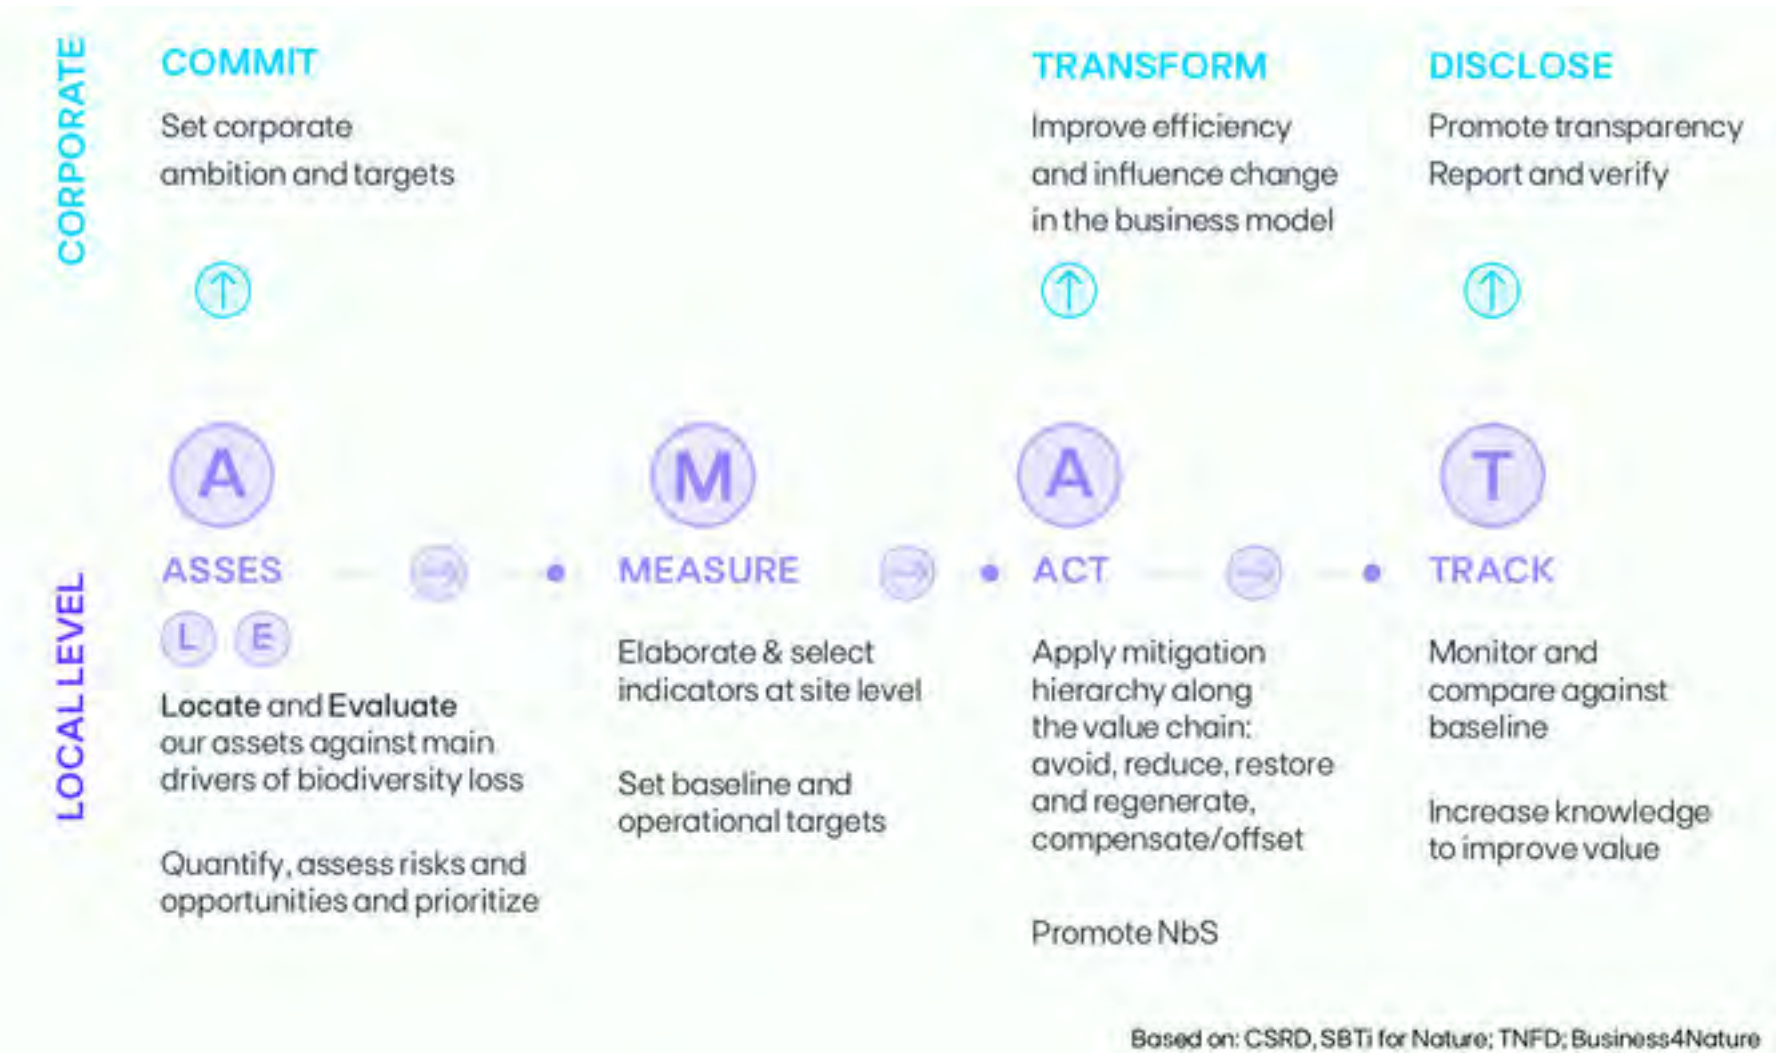 CORPORATE
COMMIT
Set corporate
ambition and targets
TRANSFORM
Improve efficiency
and influence change
in the business model
DISCLOSE
Promote transparency
Report and verify
LOCAL LEVEL
A
ASSES
L E
Locate and Evaluate
our assets against main
drivers of biodiversity loss
Quantify, assess risks and
opportunities and prioritize
M
MEASURE
Elaborate & select
indicators at site level
Set baseline and
operational targets
A
ACT
Apply mitigation
hierarchy along
the value chain:
avoid, reduce, restore
and regenerate,
compensate/offset
Promote NbS
T
TRACK
Monitor and
compare against
baseline
Increase knowledge
to improve value
Based on: CSRD, SBTi for Nature; TNFD; Business4Nature